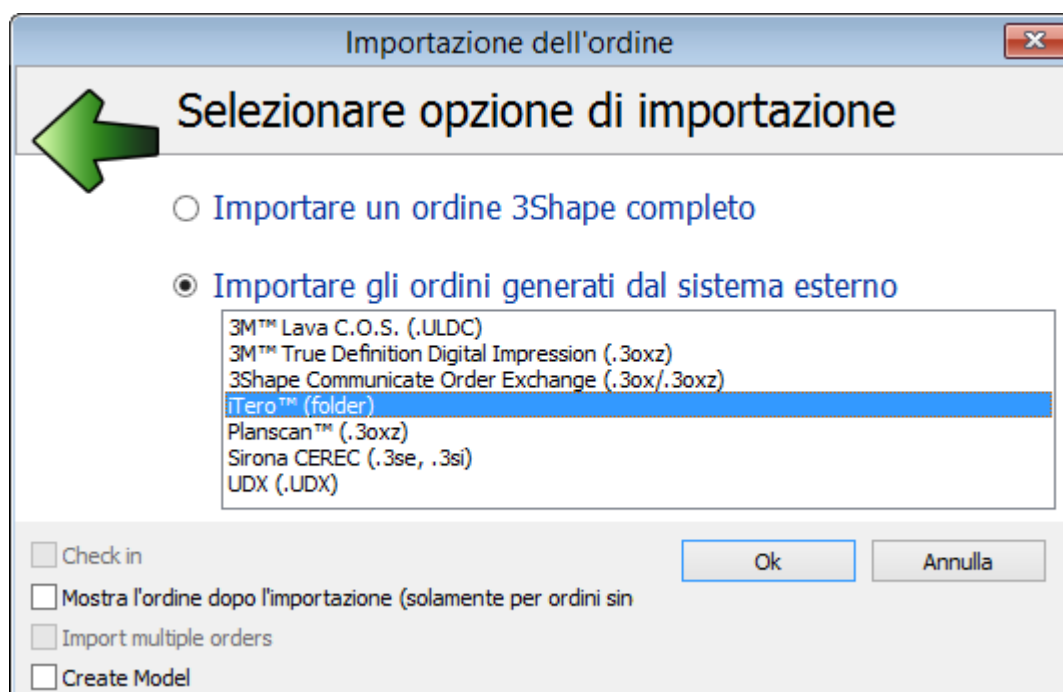 Importazione dell'ordine
Selezionare opzione di importazione
Importare un ordine 3Shape completo
Importare gli ordini generati dal sistema esterno
3M™ Lava C.O.S. (.ULDC)
3M™ True Definition Digital Impression (.3oxz)
3Shape Communicate Order Exchange (.3ox/.3oxz)
iTero™ (folder)
Planscan™ (.3oxz)
Sirona CEREC (.3se, .3si)
UDX (.UDX)
Check in
Ok
Annulla
Mostra l'ordine dopo l'importazione (solamente per ordini sin
Import multiple orders
Create Model